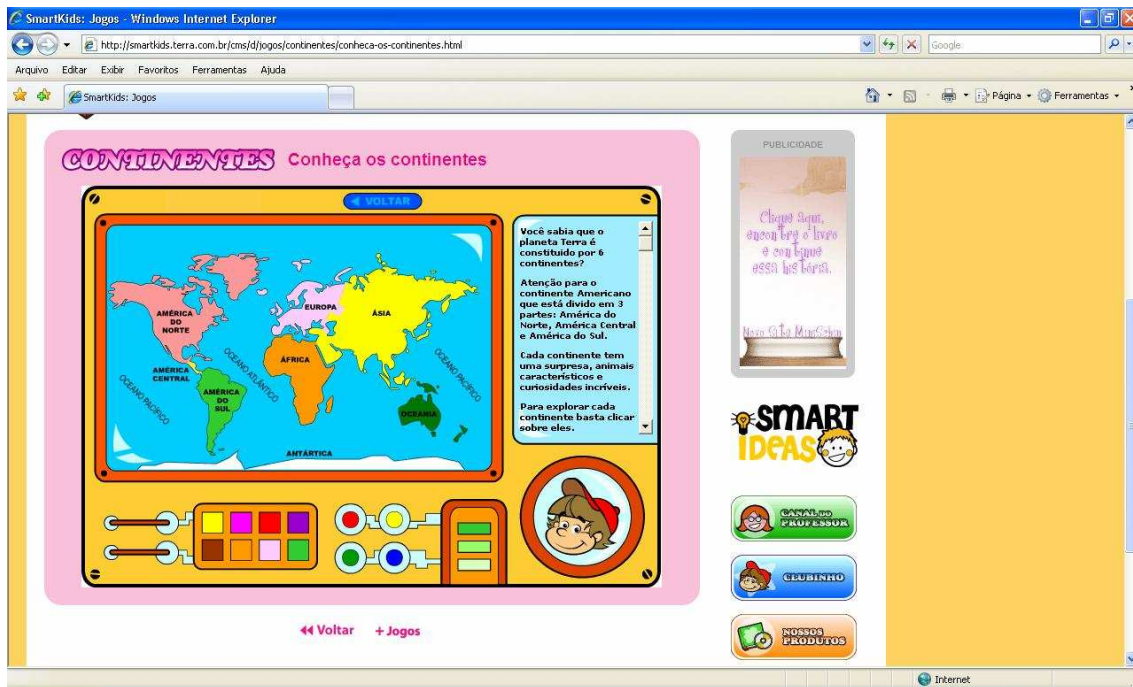 SmartKids: Jogos - Windows Internet Explorer
http://smartkids.terra.com.br/cms/d/jogos/continentes/conheca-os-continentes.html
Google
Arquivo Editar Exibir Favoritos Ferramentas Ajuda
SmartKids: Jogos
Página Ferramentas
CONTINENTES Conheça os continentes
VOLTAR
AMÉRICA
DO
NORTE
EUROPA
ÁSIA
AMÉRICA
CENTRAL
OCEANO ATLÂNTICO
ÁFRICA
OCEANO PACÍFICO
OCEANO PACÍFICO
AMÉRICA
DO
SUL
OCEANIA
ANTÁRTICA
Você sabia que o
planeta Terra é
constituido por 6
continentes?
Atenção para o
continente Americano
que está divido em 3
partes: América do
Norte, América Central
e América do Sul.
Cada continente tem
uma surpresa, animais
característicos e
curiosidades incríveis.
Para explorar cada
continente basta clicar
sobre eles.
Voltar + Jogos
PUBLICIDADE
Clique aqui,
encontre o livro
e continue
essa história.
SMART
IDEAS
CANAL DO
PROFESSOR
CLUBINHO
NOSSOS
PRODUTOS
Internet